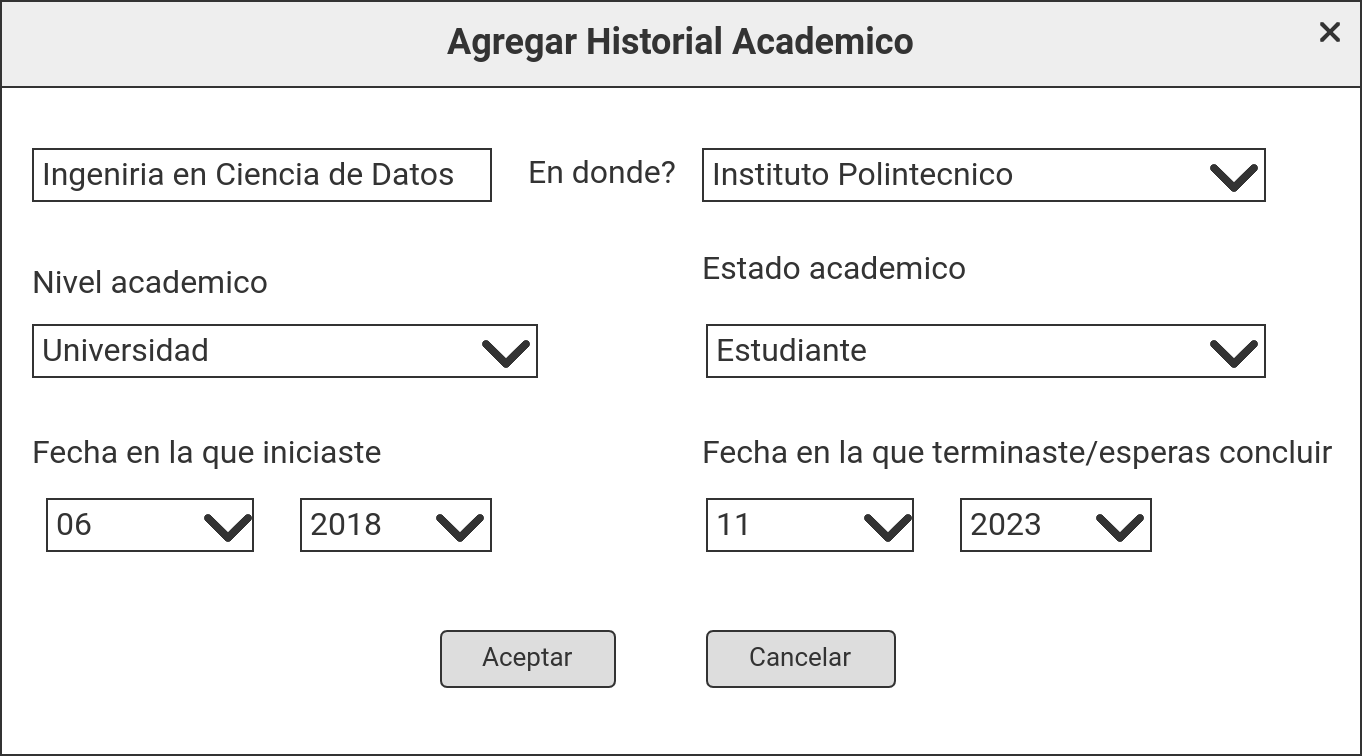 Agregar Historial Academico
Ingeniria en Ciencia de Datos En donde? Instituto Polintecnico
Nivel academico Estado academico
Universidad Estudiante
Fecha en la que iniciaste Fecha en la que terminaste/esperas concluir
06 2018 11 2023
Aceptar Cancelar